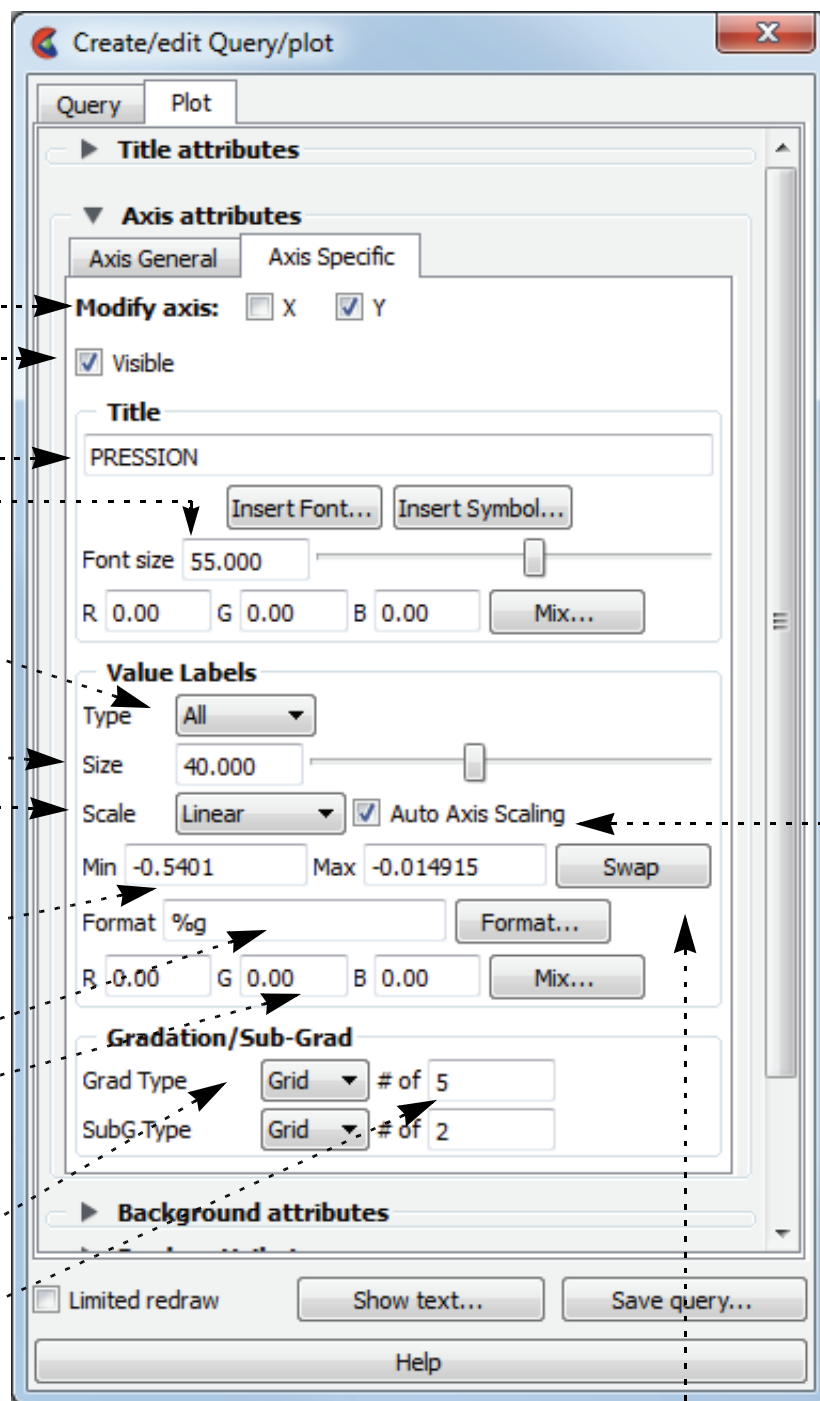 Create/edit Query/plot
Query Plot
Title attributes
Axis attributes
Axis General Axis Specific
Modify axis: X Y
Visible
Title
PRESSION
Insert Font... Insert Symbol...
Font size 55.000
R 0.00 G 0.00 B 0.00 Mix...
Value Labels
Type All
Size 40.000
Scale Linear Auto Axis Scaling
Min -0.5401 Max -0.014915 Swap
Format %g Format...
R 0.00 G 0.00 B 0.00 Mix...
Gradation/Sub-Grad
Grad Type Grid # of 5
SubG Type Grid # of 2
Background attributes
Limited redraw Show text... Save query...
Help